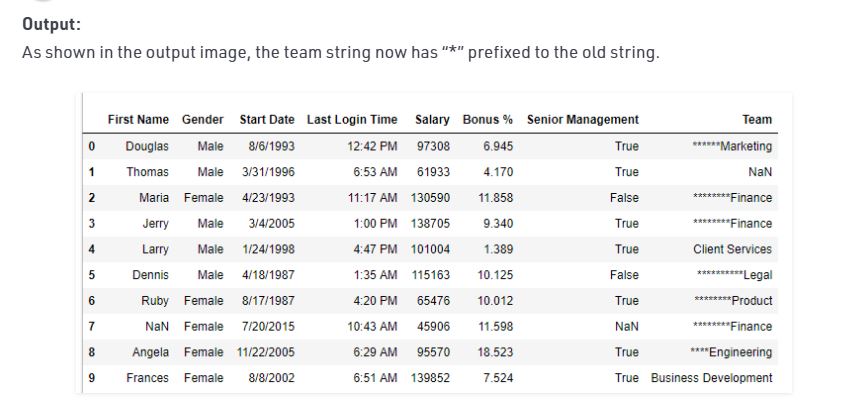 Output:
As shown in the output image, the team string now has “*” prefixed to the old string.
First Name Gender Start Date Last Login Time Salary Bonus % Senior Management Team
0 Douglas Male 8/6/1993 12:42 PM 97308 6.945 True ******Marketing
1 Thomas Male 3/31/1996 6:53 AM 61933 4.170 True NaN
2 Maria Female 4/23/1993 11:17 AM 130590 11.858 False ********Finance
3 Jerry Male 3/4/2005 1:00 PM 138705 9.340 True ********Finance
4 Larry Male 1/24/1998 4:47 PM 101004 1.389 True Client Services
5 Dennis Male 4/18/1987 1:35 AM 115163 10.125 False **********Legal
6 Ruby Female 8/17/1987 4:20 PM 65476 10.012 True ********Product
7 NaN Female 7/20/2015 10:43 AM 45906 11.598 NaN ********Finance
8 Angela Female 11/22/2005 6:29 AM 95570 18.523 True ****Engineering
9 Frances Female 8/8/2002 6:51 AM 139852 7.524 True Business Development